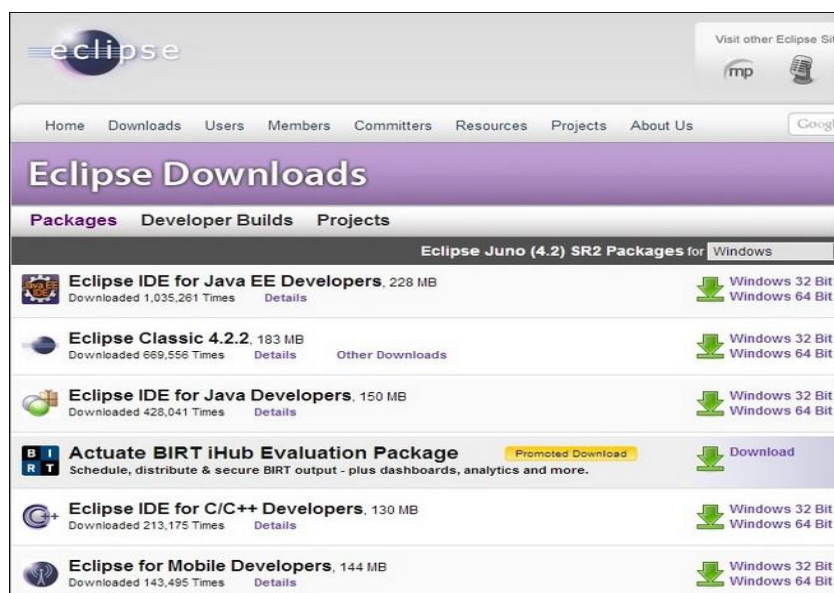 eclipse
Visit other Eclipse Sit
mp
Home Downloads Users Members Committers Resources Projects About Us Goog
Eclipse Downloads
Packages Developer Builds Projects
Eclipse Juno (4.2) SR2 Packages for Windows
Java EE IDE
Eclipse IDE for Java EE Developers, 228 MB
Windows 32 Bit
Downloaded 1,035,261 Times Details
Windows 64 Bit
Eclipse Classic 4.2.2, 183 MB
Windows 32 Bit
Downloaded 669,556 Times Details Other Downloads
Windows 64 Bit
Eclipse IDE for Java Developers, 150 MB
Windows 32 Bit
Downloaded 428,041 Times Details
Windows 64 Bit
BIRT
Actuate BIRT iHub Evaluation Package Promoted Download Download
Schedule, distribute & secure BIRT output - plus dashboards, analytics and more.
C++
Eclipse IDE for C/C++ Developers, 130 MB
Windows 32 Bit
Downloaded 213,175 Times Details
Windows 64 Bit
Eclipse for Mobile Developers, 144 MB
Windows 32 Bit
Downloaded 143,495 Times Details
Windows 64 Bit